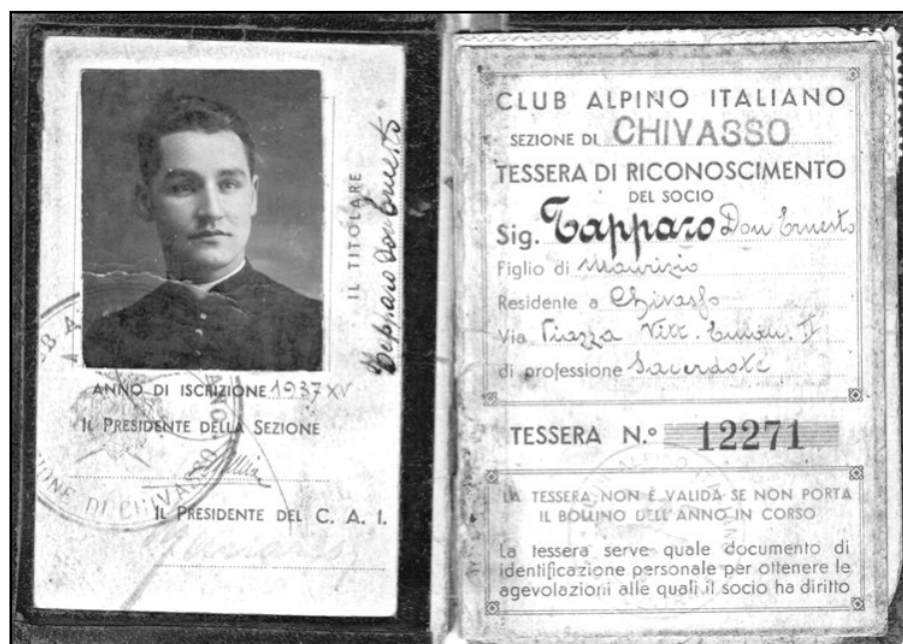 IL TITOLARE
Tapparo don Ernesto
ANNO DI ISCRIZIONE 1937 XV
IL PRESIDENTE DELLA SEZIONE
IL PRESIDENTE DEL C. A. I.
DI CHIVASSO
CLUB ALPINO ITALIANO
SEZIONE DI CHIVASSO
TESSERA DI RICONOSCIMENTO
DEL SOCIO
Sig. Tapparo Don Ernesto
Figlio di Maurizio
Residente a Chivasso
Via Piazza Vitt. Eman. II
di professione Sacerdote
TESSERA N.º 12271
LA TESSERA NON È VALIDA SE NON PORTA
IL BOLLINO DELL'ANNO IN CORSO
La tessera serve quale documento di
identificazione personale per ottenere le
agevolazioni alle quali il socio ha diritto